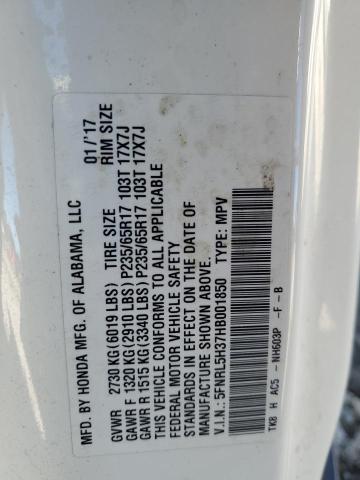 MFD. BY HONDA MFG. OF ALABAMA, LLC 01/'17
GVWR 2730 KG(6019 LBS) TIRE SIZE RIM SIZE
GAWR F 1320 KG(2910 LBS) P235/65R17 103T 17X7J
GAWR R 1515 KG(3340 LBS) P235/65R17 103T 17X7J
THIS VEHICLE CONFORMS TO ALL APPLICABLE
FEDERAL MOTOR VEHICLE SAFETY
STANDARDS IN EFFECT ON THE DATE OF
MANUFACTURE SHOWN ABOVE.
V.I.N.: 5FNRL5H37HB001850 TYPE: MPV
TK8 H AC5 -NH603P -F -B